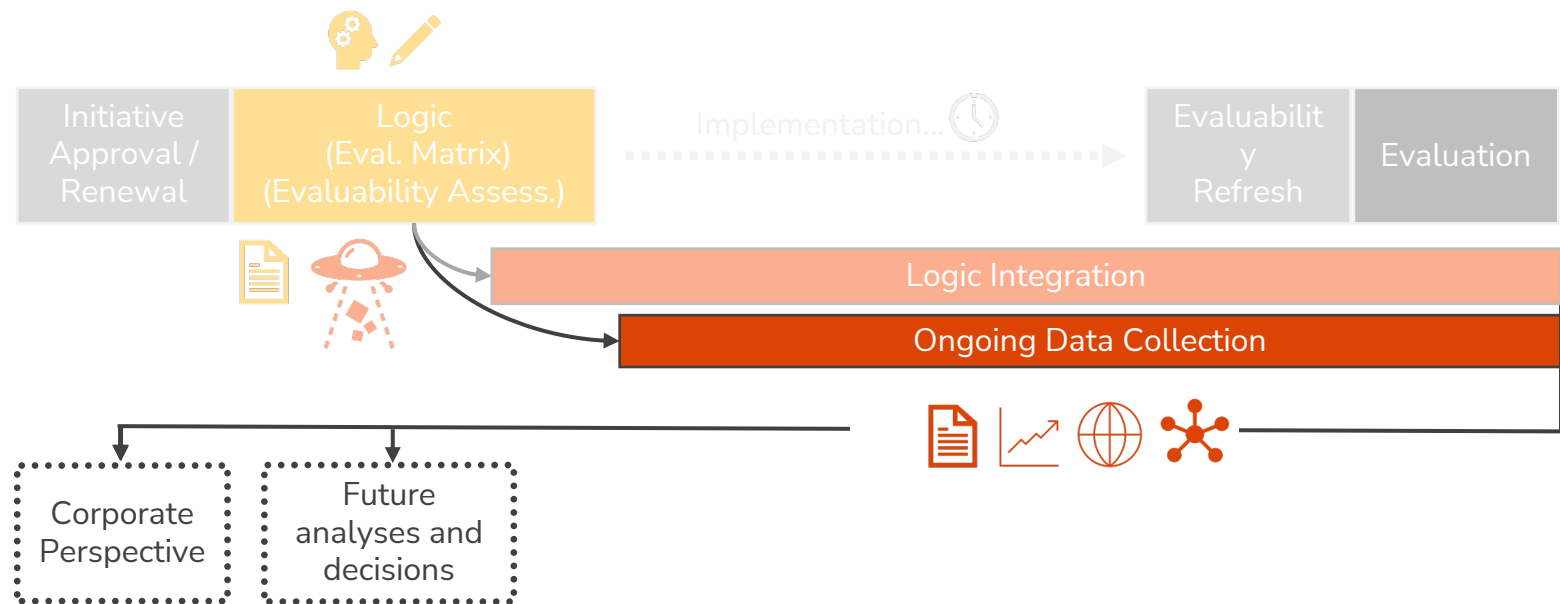 Initiative
Approval /
Renewal
Logic
(Eval. Matrix)
(Evaluability Assess.)
Implementation...
Evaluabilit
y
Refresh
Evaluation
Logic Integration
Ongoing Data Collection
Corporate
Perspective
Future
analyses and
decisions